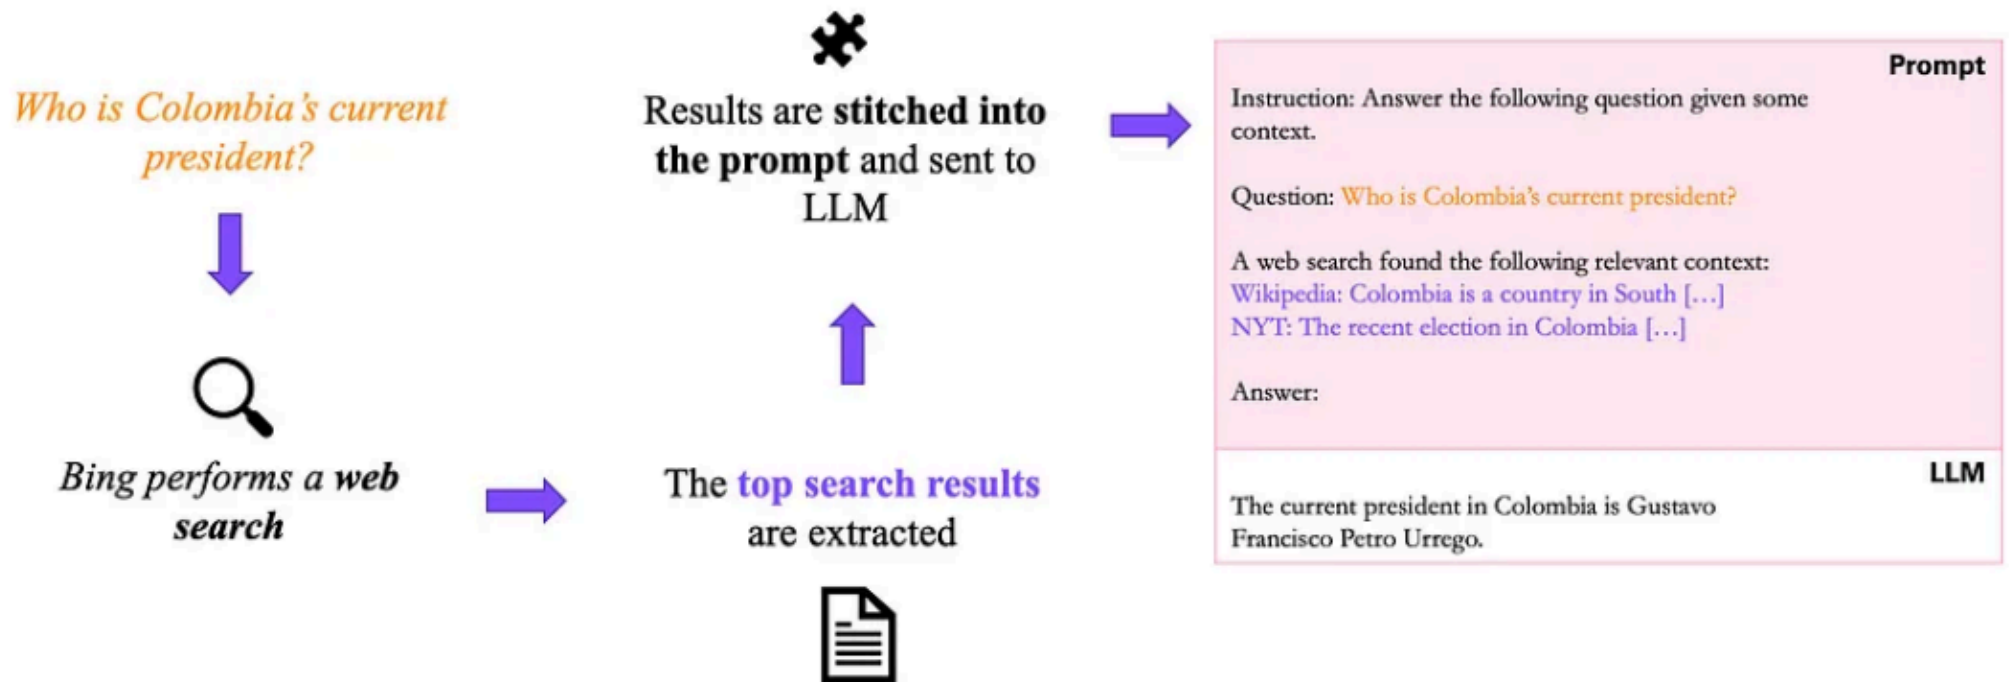 Who is Colombia's current
president?
Bing performs a web
search
The top search results
are extracted
Results are stitched into
the prompt and sent to
LLM
Prompt
Instruction: Answer the following question given some
context.
Question: Who is Colombia's current president?
A web search found the following relevant context:
Wikipedia: Colombia is a country in South [...]
NYT: The recent election in Colombia [...]
Answer:
LLM
The current president in Colombia is Gustavo
Francisco Petro Urrego.